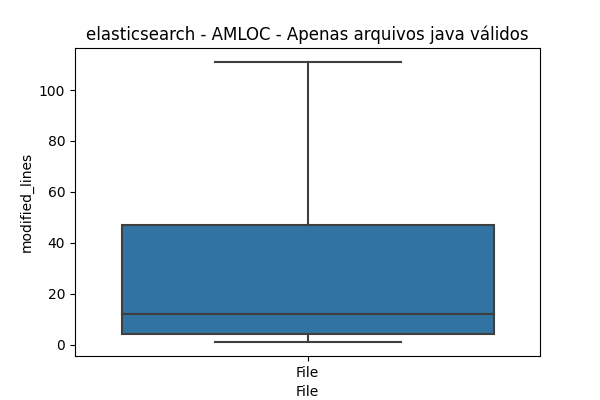 elasticsearch - AMLOC - Apenas arquivos java válidos
100
80
60
40
20
0
modified_lines
File
File